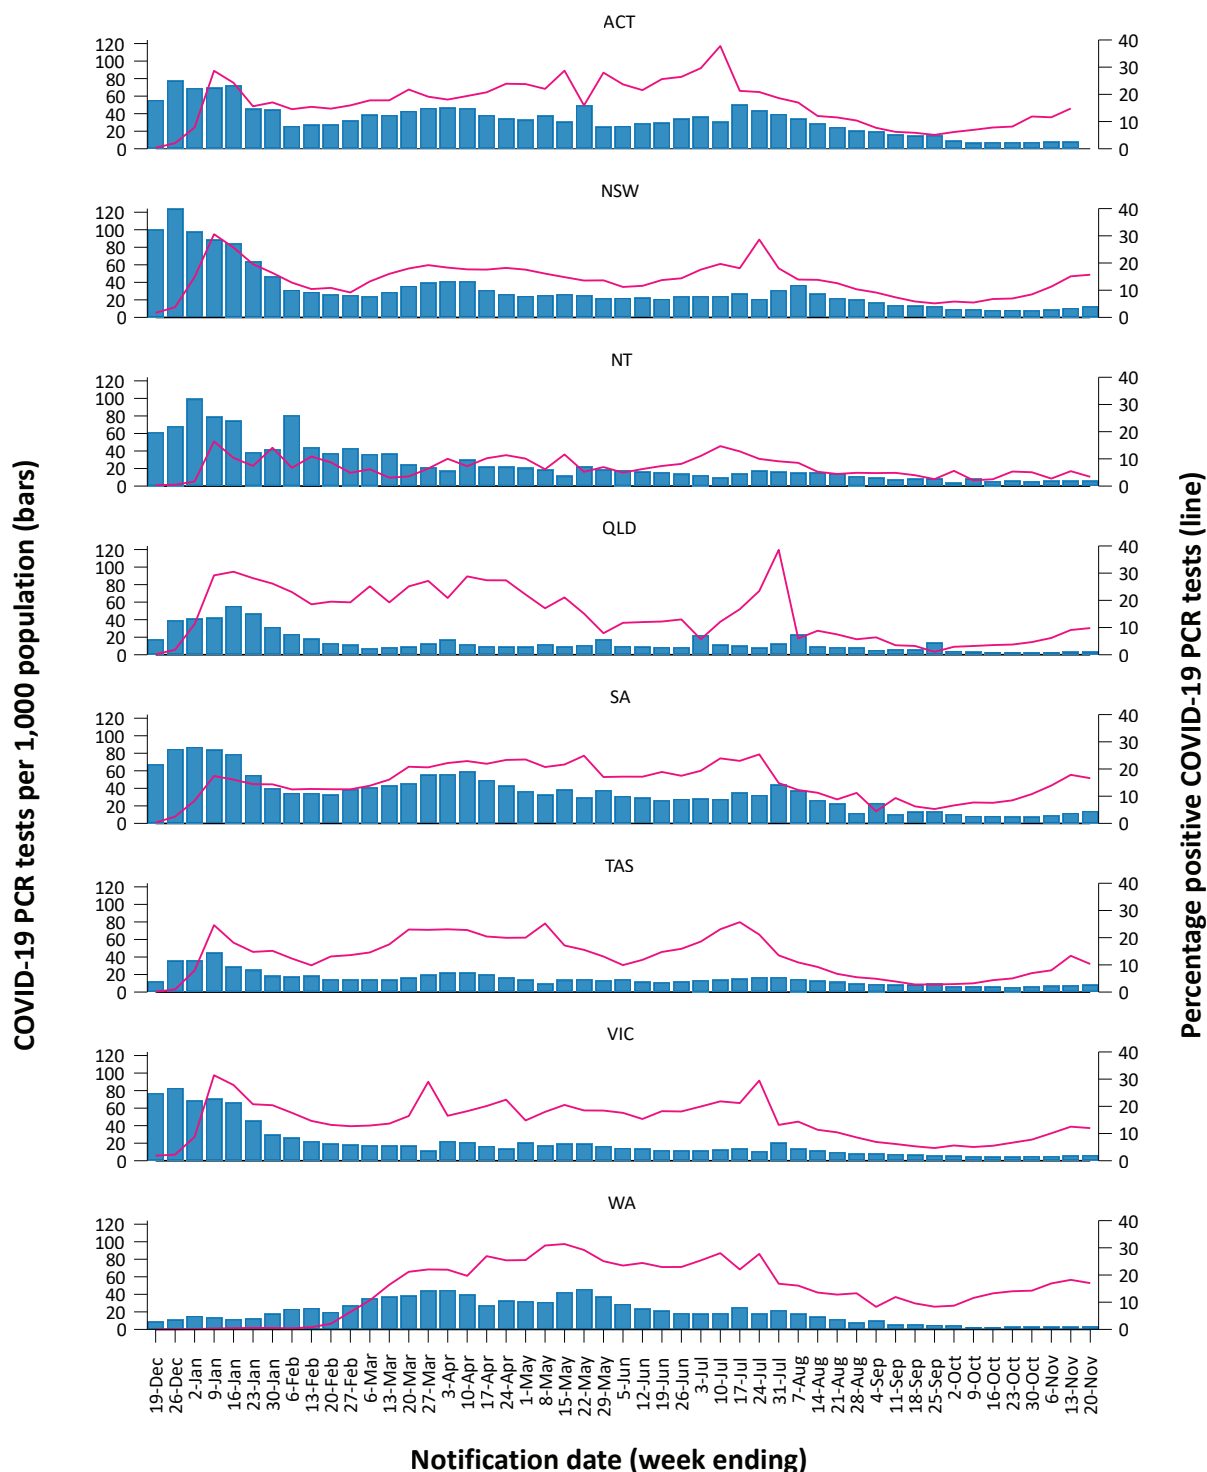 ACT
120
100
80
60
40
20
0
40
30
20
10
0
NSW
120
100
80
60
40
20
0
40
30
20
10
0
NT
120
100
80
60
40
20
0
40
30
20
10
0
QLD
120
100
80
60
40
20
0
40
30
20
10
0
SA
120
100
80
60
40
20
0
40
30
20
10
0
TAS
120
100
80
60
40
20
0
40
30
20
10
0
VIC
120
100
80
60
40
20
0
40
30
20
10
0
WA
120
100
80
60
40
20
0
40
30
20
10
0
COVID-19 PCR tests per 1,000 population (bars)
Percentage positive COVID-19 PCR tests (line)
19-Dec
26-Dec
2-Jan
9-Jan
16-Jan
23-Jan
30-Jan
6-Feb
13-Feb
20-Feb
27-Feb
6-Mar
13-Mar
20-Mar
27-Mar
3-Apr
10-Apr
17-Apr
24-Apr
1-May
8-May
15-May
22-May
29-May
5-Jun
12-Jun
19-Jun
26-Jun
3-Jul
10-Jul
17-Jul
24-Jul
31-Jul
7-Aug
14-Aug
21-Aug
28-Aug
4-Sep
11-Sep
18-Sep
25-Sep
2-Oct
9-Oct
16-Oct
23-Oct
30-Oct
6-Nov
13-Nov
20-Nov
Notification date (week ending)